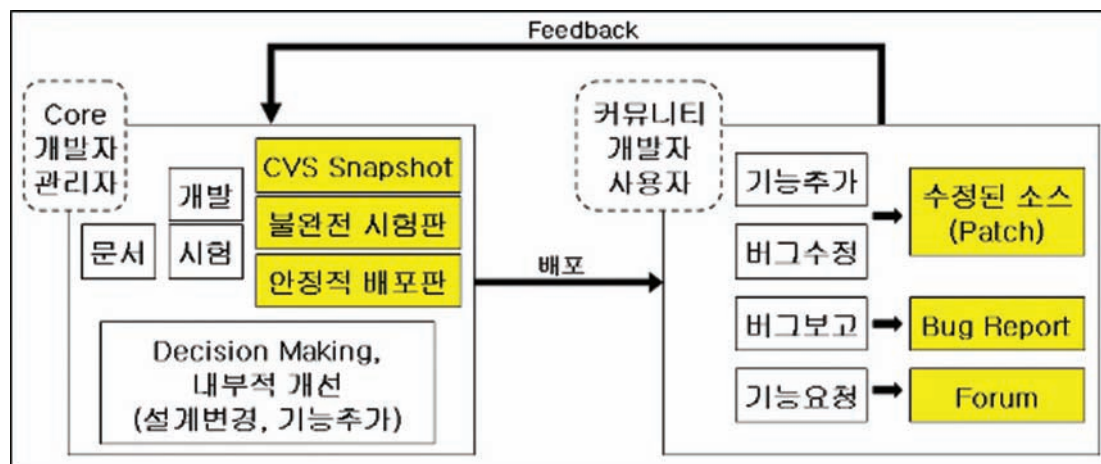 Feedback
Core
개발자
관리자
CVS Snapshot
개발
불완전 시험판
문서
시험
안정적 배포판
Decision Making,
내부적 개선
(설계변경, 기능추가)
배포
커뮤니티
개발자
사용자
기능추가
버그수정
수정된 소스
(Patch)
버그보고
Bug Report
기능요청
Forum